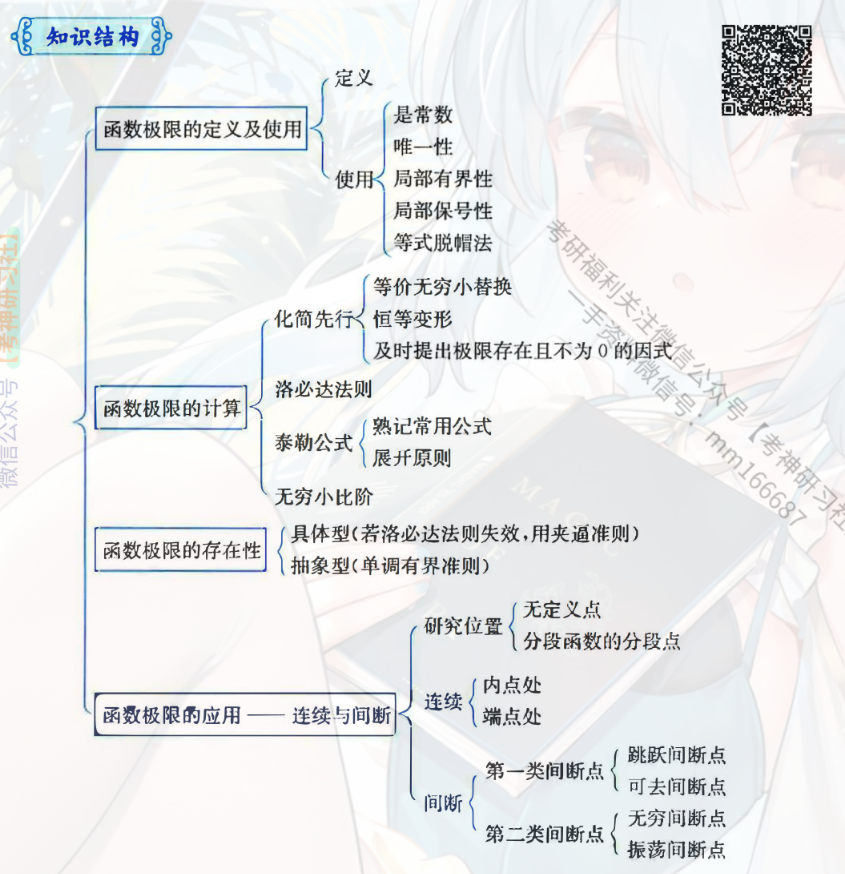 知识结构
定义
函数极限的定义及使用
是常数
唯一性
使用
局部有界性
局部保号性
等式脱帽法
等价无穷小替换
化简先行
恒等变形
及时提出极限存在且不为 0 的因式
函数极限的计算
洛必达法则
泰勒公式
熟记常用公式
展开原则
无穷小比阶
函数极限的存在性
具体型(若洛必达法则失效,用夹逼准则)
抽象型(单调有界准则)
研究位置
无定义点
分段函数的分段点
函数极限的应用 —— 连续与间断
连续
内点处
端点处
间断
第一类间断点
跳跃间断点
可去间断点
第二类间断点
无穷间断点
振荡间断点
考研福利关注微信公众号【考神研习社
一手资源微信号:mm166687
微信公众号【考神研习社】
MAGIC